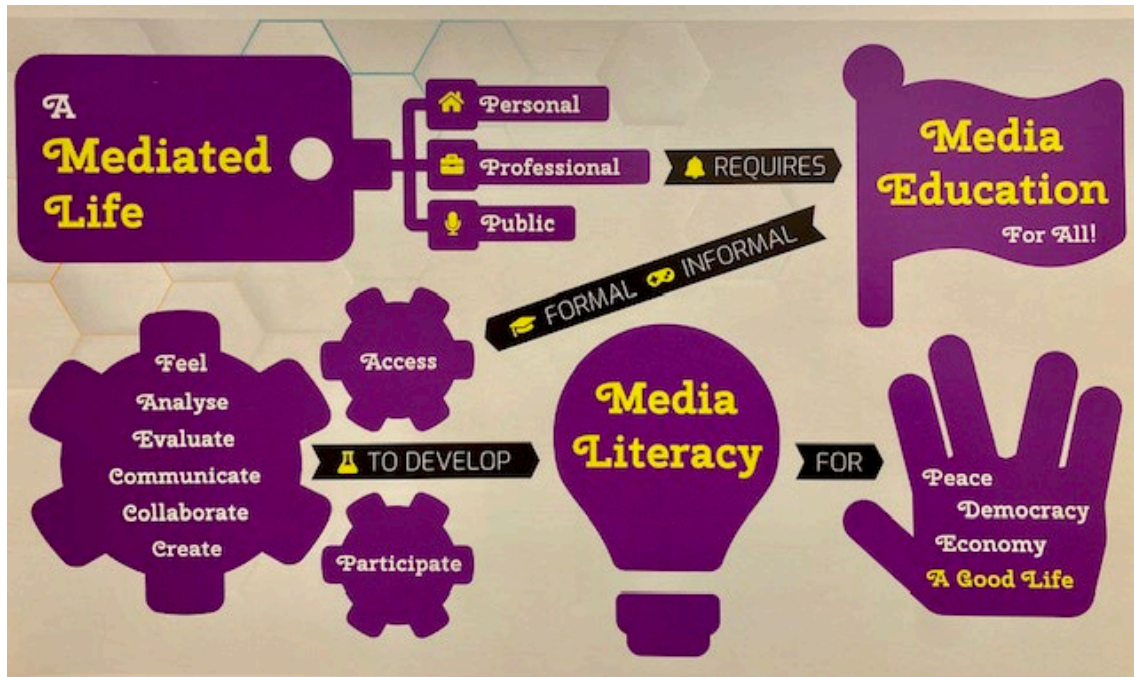 A
Mediated
Life
Personal
Professional
Public
REQUIRES
Media
Education
For All!
FORMAL INFORMAL
Feel
Analyse
Evaluate
Communicate
Collaborate
Create
Access
Participate
TO DEVELOP
Media
Literacy
FOR
Peace
Democracy
Economy
A Good Life